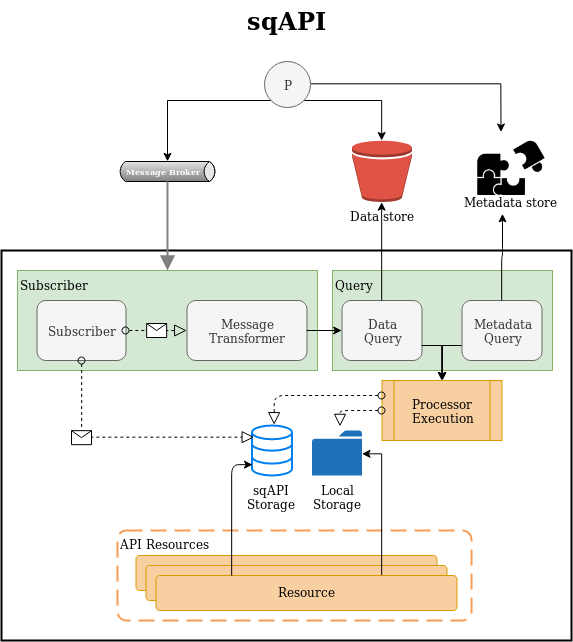 sqAPI
P
Message Broker
Data store
Metadata store
Subscriber
Query
Subscriber
Message
Transformer
Data
Query
Metadata
Query
Processor
Execution
sqAPI
Storage
Local
Storage
API Resources
Resource